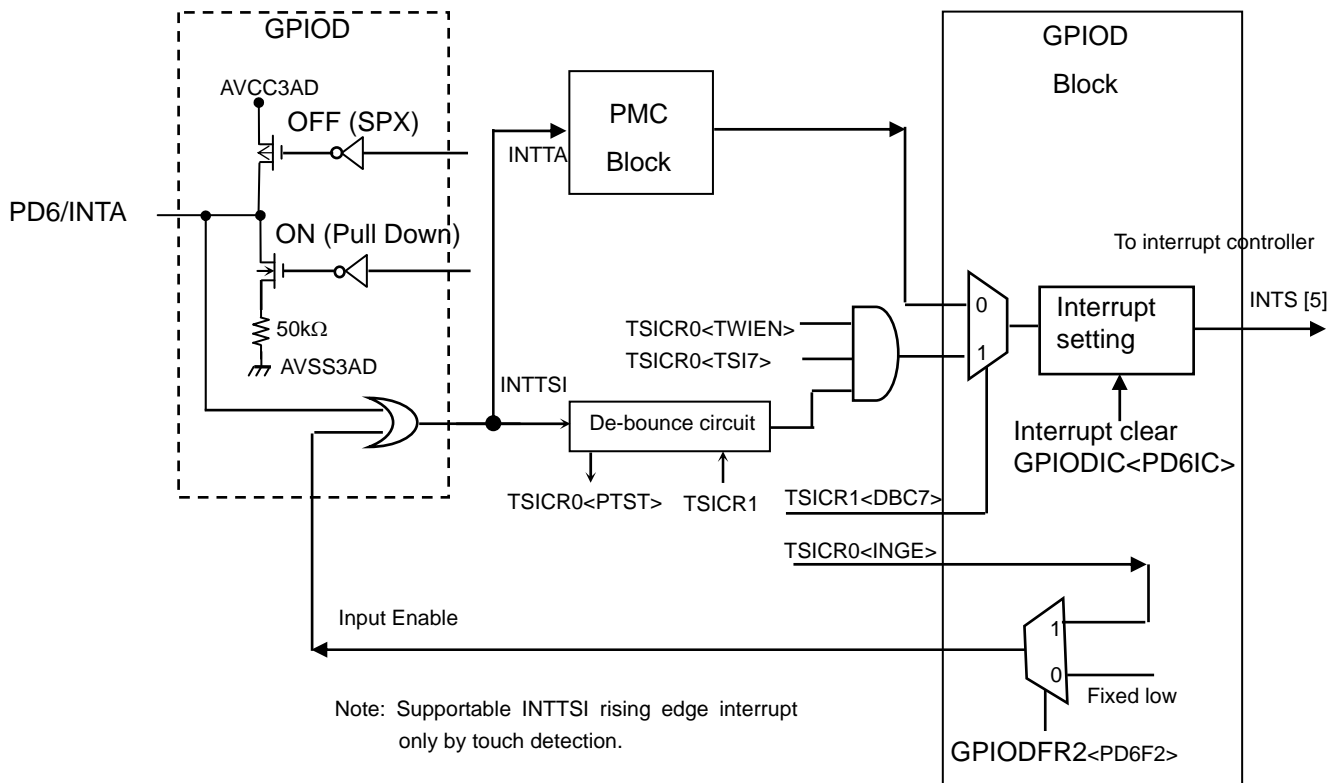 GPIOD
GPIOD
Block
AVCC3AD
OFF (SPX)
PMC
Block
INTTA
PD6/INTA
ON (Pull Down)
To interrupt controller
0
1
Interrupt
setting
INTS [5]
50kΩ
AVSS3AD
TSICR0<TWIEN>
TSICR0<TSI7>
INTTSI
De-bounce circuit
Interrupt clear
GPIODIC<PD6IC>
TSICR0<PTST>
TSICR1
TSICR1<DBC7>
TSICR0<INGE>
Input Enable
1
0
Fixed low
Note: Supportable INTTSI rising edge interrupt
only by touch detection.
GPIODFR2<PD6F2>